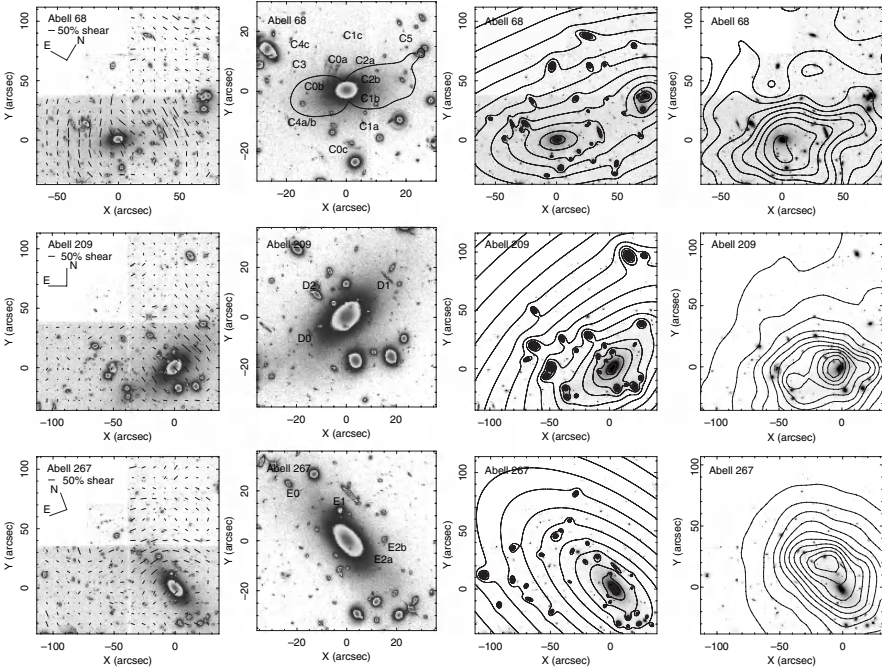 Abell 68
50% shear
N
E
Y (arcsec)
X (arcsec)
−50 0 50
0 50 100
Abell 68
C1c
C4c
C5
C0a C2a
C3
C2b
C0b
C1b
C4a/b
C1a
C0c
Y (arcsec)
X (arcsec)
−20 0 20
−20 0 20
Abell 68
Y (arcsec)
X (arcsec)
−50 0 50
0 50 100
Abell 68
Y (arcsec)
X (arcsec)
−50 0 50
0 50 100
Abell 209
50% shear
N
E
Y (arcsec)
X (arcsec)
−100 −50 0
0 50 100
Abell 209
D2 D1
D0
Y (arcsec)
X (arcsec)
−20 0 20
−20 0 20
Abell 209
Y (arcsec)
X (arcsec)
−100 −50 0
0 50 100
Abell 209
Y (arcsec)
X (arcsec)
−100 −50 0
0 50 100
Abell 267
50% shear
N
E
Y (arcsec)
X (arcsec)
−100 −50 0
0 50 100
Abell 267
E0
E1
E2b
E2a
Y (arcsec)
X (arcsec)
−20 0 20
−20 0 20
Abell 267
Y (arcsec)
X (arcsec)
−100 −50 0
0 50 100
Abell 267
Y (arcsec)
X (arcsec)
−100 −50 0
0 50 100